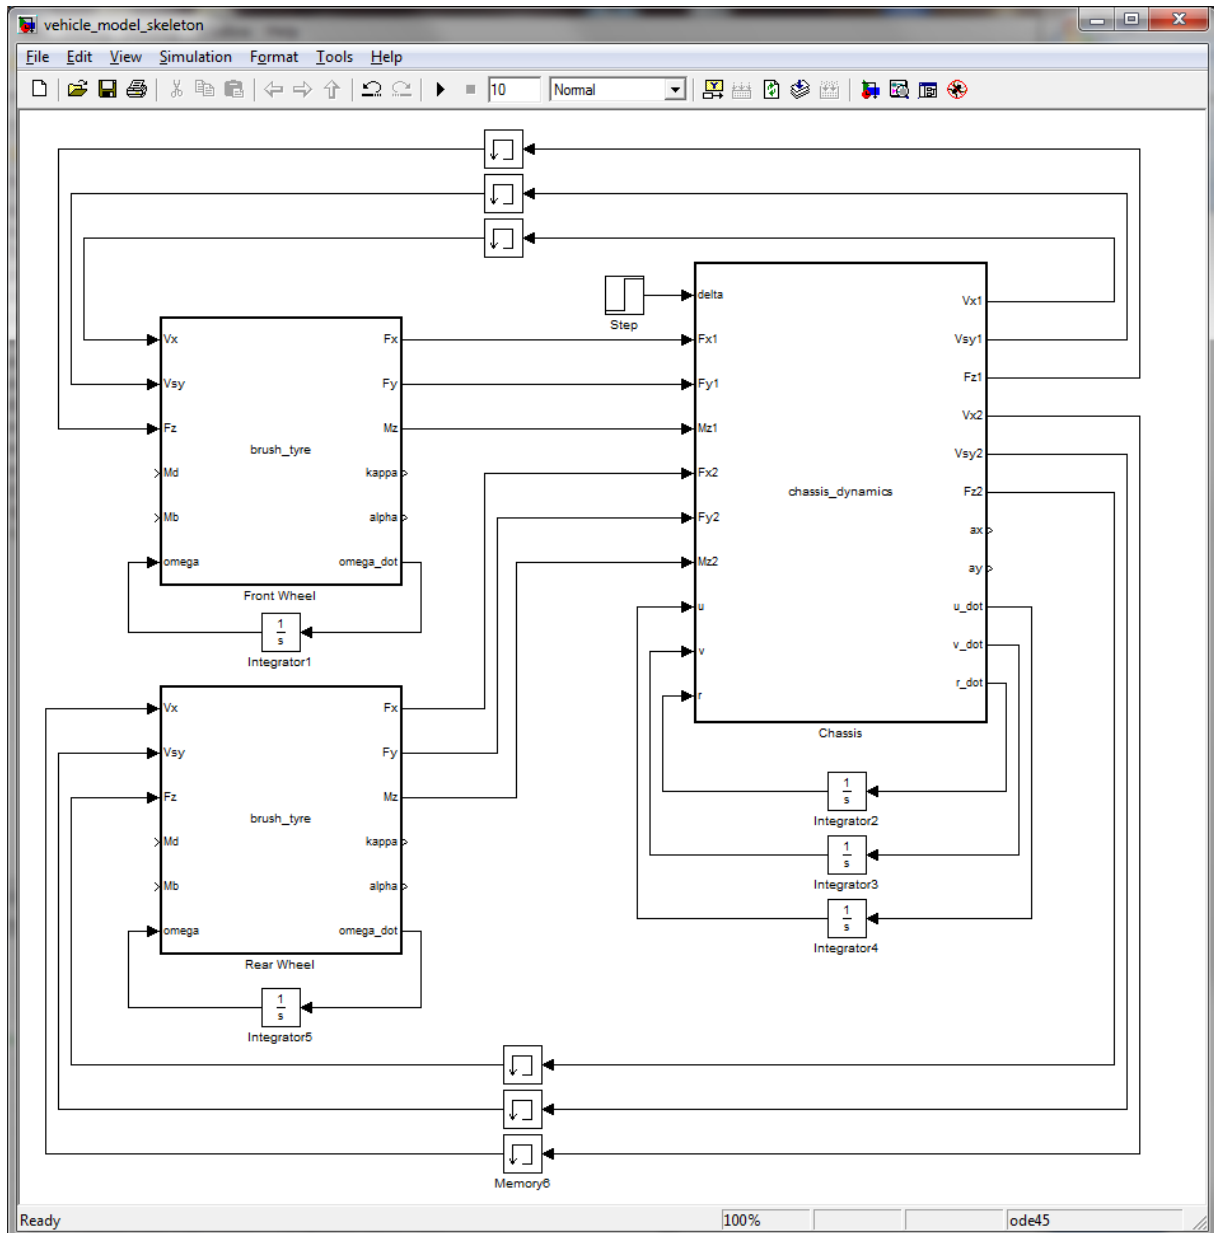 vehicle_model_skeleton
File Edit View Simulation Format Tools Help
10 Normal
Step
delta
Fx1
Fy1
Mz1
Fx2
Fy2
Mz2
u
v
r
chassis_dynamics
Vx1
Vsy1
Fz1
Vx2
Vsy2
Fz2
ax
ay
u_dot
v_dot
r_dot
Chassis
Vx
Vsy
Fz
Md
Mb
omega
brush_tyre
Fx
Fy
Mz
kappa
alpha
omega_dot
Front Wheel
1
s
Integrator1
Vx
Vsy
Fz
Md
Mb
omega
brush_tyre
Fx
Fy
Mz
kappa
alpha
omega_dot
Rear Wheel
1
s
Integrator5
1
s
Integrator2
1
s
Integrator3
1
s
Integrator4
Memory6
Ready 100% ode45